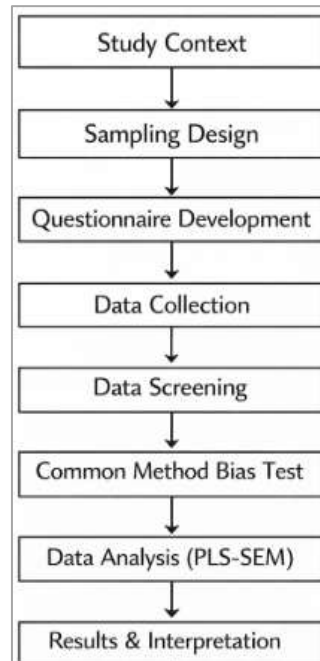 Study Context
Sampling Design
Questionnaire Development
Data Collection
Data Screening
Common Method Bias Test
Data Analysis (PLS-SEM)
Results & Interpretation